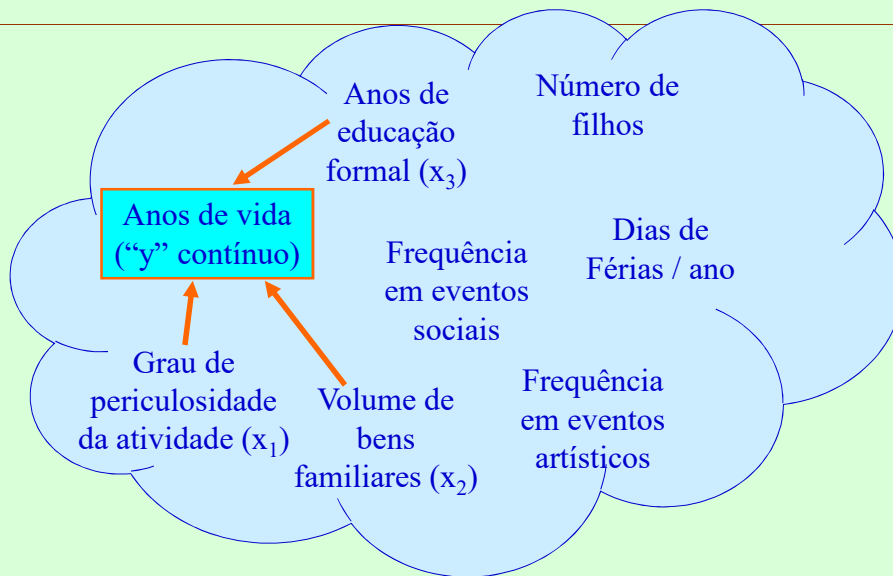 Anos de
educação
formal (x₃)
Número de
filhos
Anos de vida
(“y” contínuo)
Frequência
em eventos
sociais
Dias de
Férias / ano
Grau de
periculosidade
da atividade (x₁)
Volume de
bens
familiares (x₂)
Frequência
em eventos
artísticos